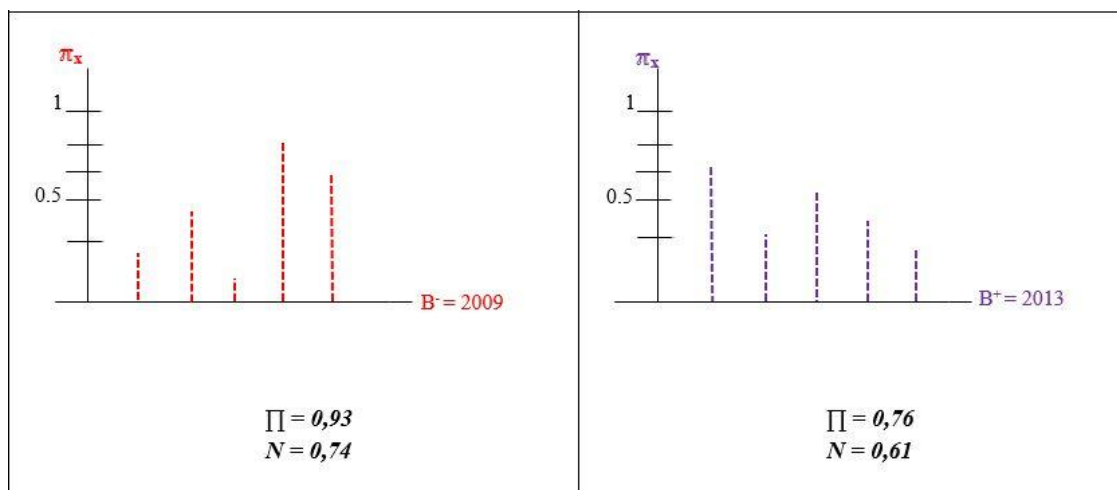 πx
1
0.5
B- = 2009
∏ = 0,93
N = 0,74
πx
1
0.5
B+ = 2013
∏ = 0,76
N = 0,61